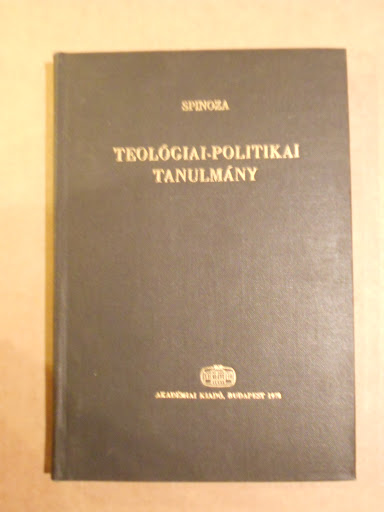 SPINOZA
TEOLÓGIAI-POLITIKAI
TANULMÁNY
AKADÉMIAI KIADÓ, BUDAPEST 1978